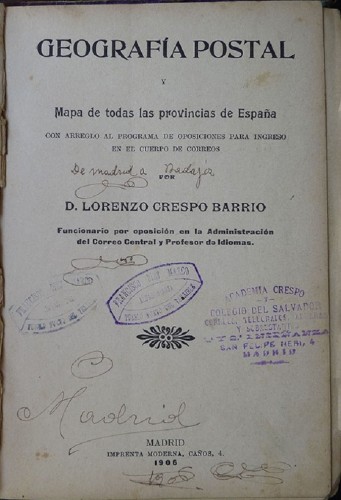 GEOGRAFÍA POSTAL
Y
Mapa de todas las provincias de España
CON ARREGLO AL PROGRAMA DE OPOSICIONES PARA INGRESO
EN EL CUERPO DE CORREOS
De madrid a Badajoz
POR
D. LORENZO CRESPO BARRIO
Funcionario por oposición en la Administración
del Correo Central y Profesor de Idiomas.
ACADEMIA CRESPO
COLEGIO DEL SALVADOR
SAN FELIPE NERI, 4
MADRID
Madrid
MADRID
IMPRENTA MODERNA, CAÑOS, 4.
1906